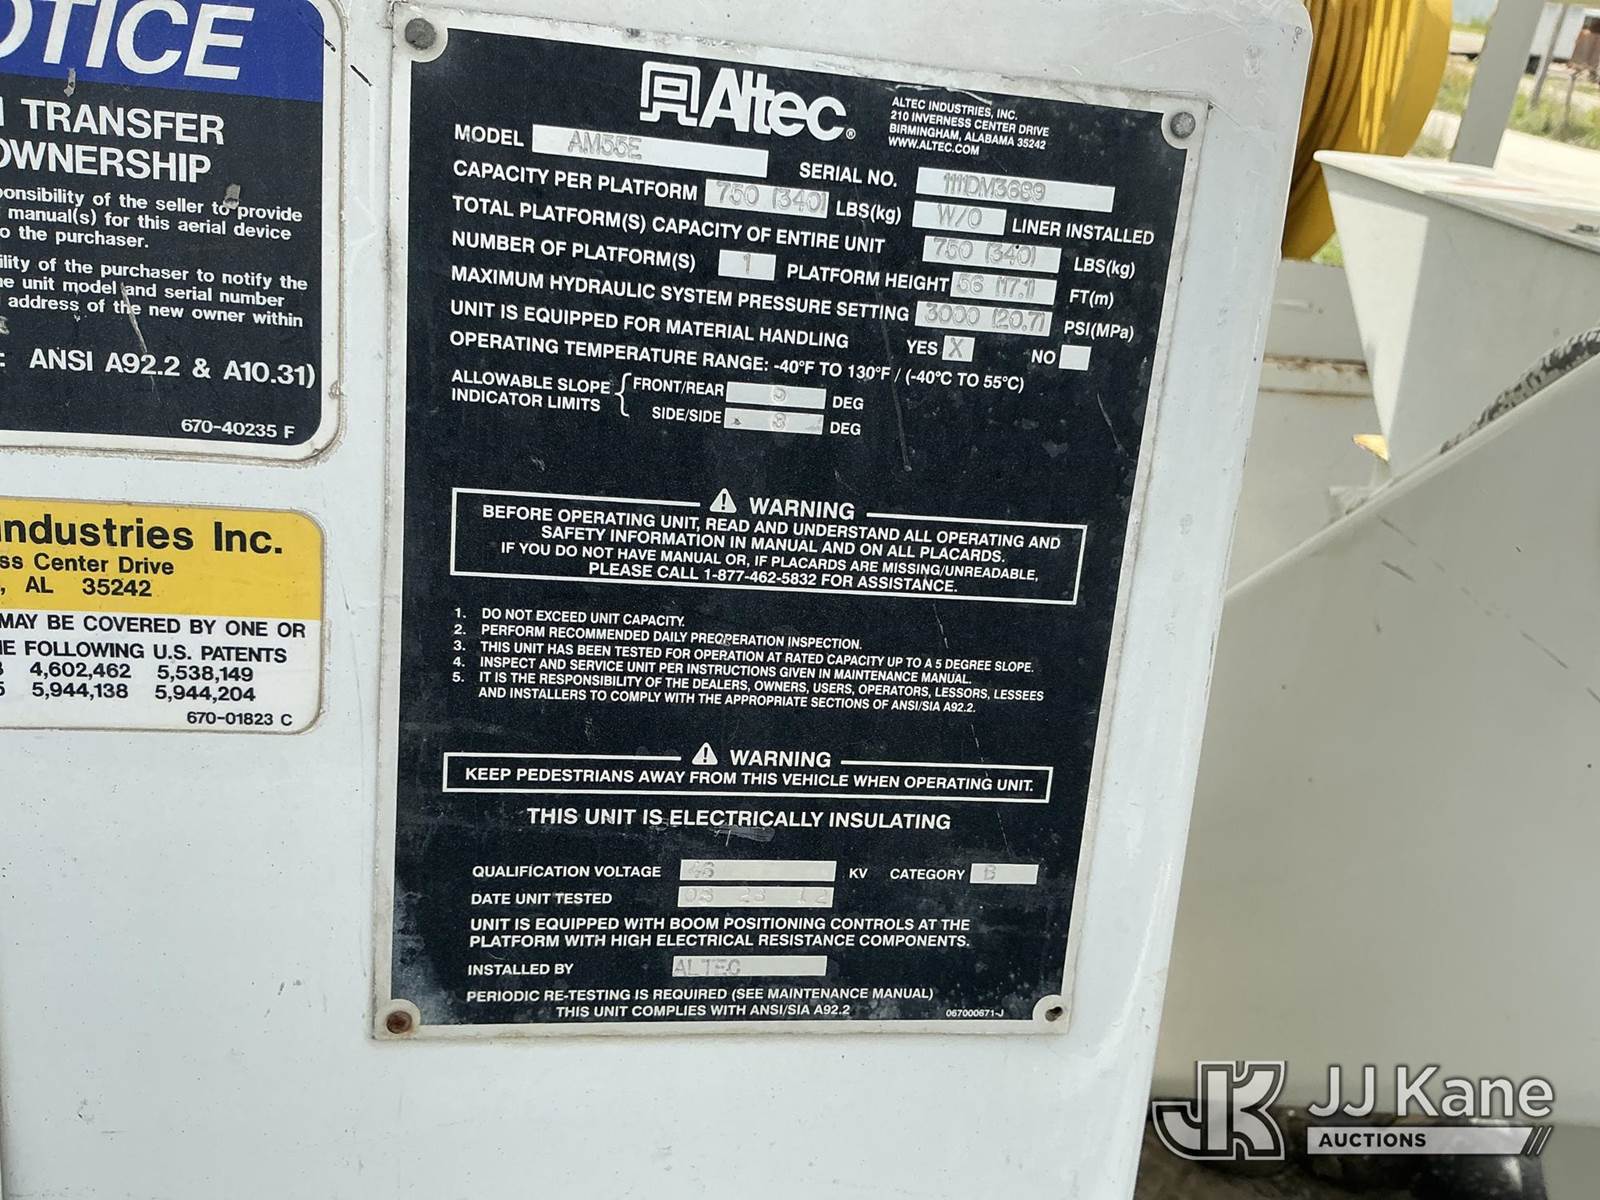 NOTICE
TRANSFER
OWNERSHIP
responsibility of the seller to provide
manual(s) for this aerial device
to the purchaser.
of the purchaser to notify the
unit model and serial number
address of the new owner within
ANSI A92.2 & A10.31)
670-40235 F
Industries Inc.
Center Drive
, AL 35242
MAY BE COVERED BY ONE OR
FOLLOWING U.S. PATENTS
4,602,462 5,538,149
5,944,138 5,944,204
670-01823 C
Altec®
ALTEC INDUSTRIES, INC.
210 INVERNESS CENTER DRIVE
BIRMINGHAM, ALABAMA 35242
WWW.ALTEC.COM
MODEL AM55E SERIAL NO. 1111DM3689
CAPACITY PER PLATFORM 750 (340) LBS(kg) W/O LINER INSTALLED
TOTAL PLATFORM(S) CAPACITY OF ENTIRE UNIT 750 (340) LBS(kg)
NUMBER OF PLATFORM(S) 1 PLATFORM HEIGHT 56 (17.1) FT(m)
MAXIMUM HYDRAULIC SYSTEM PRESSURE SETTING 3000 (20.7) PSI(MPa)
UNIT IS EQUIPPED FOR MATERIAL HANDLING YES X NO
OPERATING TEMPERATURE RANGE: -40°F TO 130°F / (-40°C TO 55°C)
ALLOWABLE SLOPE INDICATOR LIMITS { FRONT/REAR DEG
SIDE/SIDE DEG
WARNING
BEFORE OPERATING UNIT, READ AND UNDERSTAND ALL OPERATING AND
SAFETY INFORMATION IN MANUAL AND ON ALL PLACARDS.
IF YOU DO NOT HAVE MANUAL OR, IF PLACARDS ARE MISSING/UNREADABLE,
PLEASE CALL 1-877-462-5832 FOR ASSISTANCE.
1. DO NOT EXCEED UNIT CAPACITY.
2. PERFORM RECOMMENDED DAILY PREOPERATION INSPECTION.
3. THIS UNIT HAS BEEN TESTED FOR OPERATION AT RATED CAPACITY UP TO A 5 DEGREE SLOPE.
4. INSPECT AND SERVICE UNIT PER INSTRUCTIONS GIVEN IN MAINTENANCE MANUAL.
5. IT IS THE RESPONSIBILITY OF THE DEALERS, OWNERS, USERS, OPERATORS, LESSORS, LESSEES
AND INSTALLERS TO COMPLY WITH THE APPROPRIATE SECTIONS OF ANSI/SIA A92.2.
WARNING
KEEP PEDESTRIANS AWAY FROM THIS VEHICLE WHEN OPERATING UNIT.
THIS UNIT IS ELECTRICALLY INSULATING
QUALIFICATION VOLTAGE 46 KV CATEGORY B
DATE UNIT TESTED
UNIT IS EQUIPPED WITH BOOM POSITIONING CONTROLS AT THE
PLATFORM WITH HIGH ELECTRICAL RESISTANCE COMPONENTS.
INSTALLED BY ALTEC
PERIODIC RE-TESTING IS REQUIRED (SEE MAINTENANCE MANUAL)
THIS UNIT COMPLIES WITH ANSI/SIA A92.2
067000671-J
JK JJ Kane
AUCTIONS